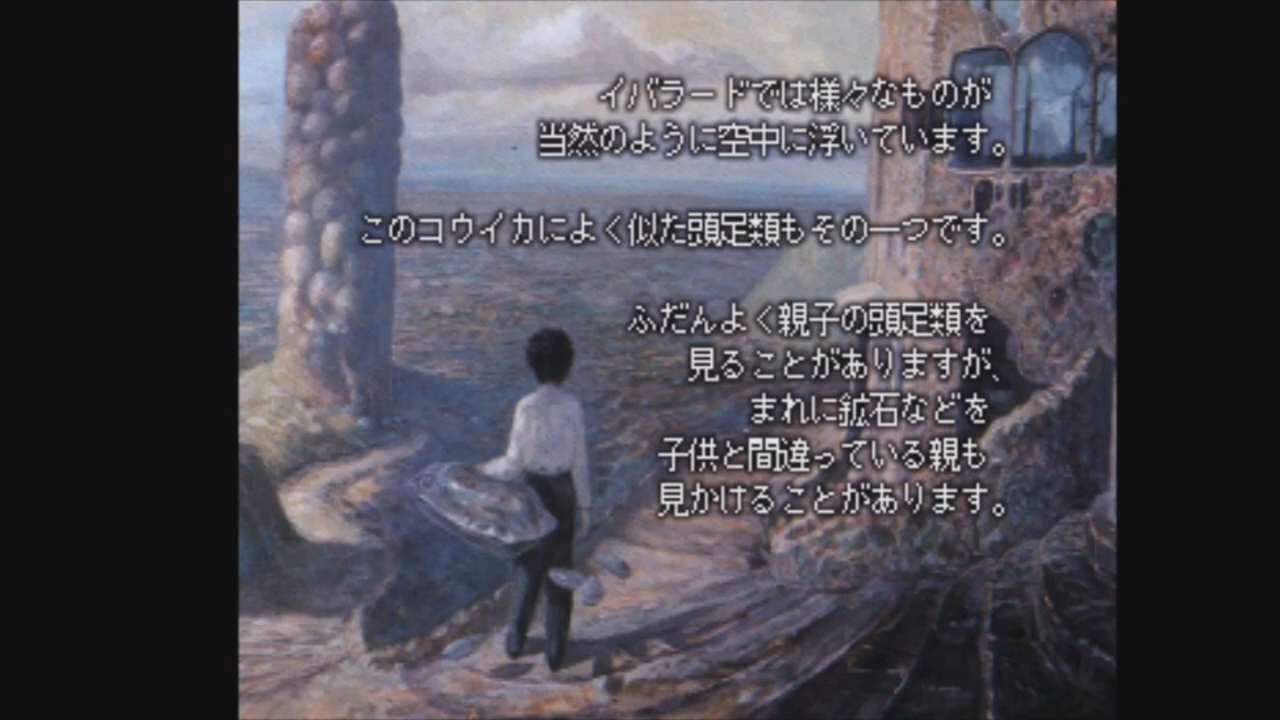 イバラードでは様々なものが
当然のように空中に浮いています。
このコウイカによく似た頭足類もその一つです。
ふだんよく親子の頭足類を
見ることがありますが、
まれに鉱石などを
子供と間違っている親も
見かけることがあります。